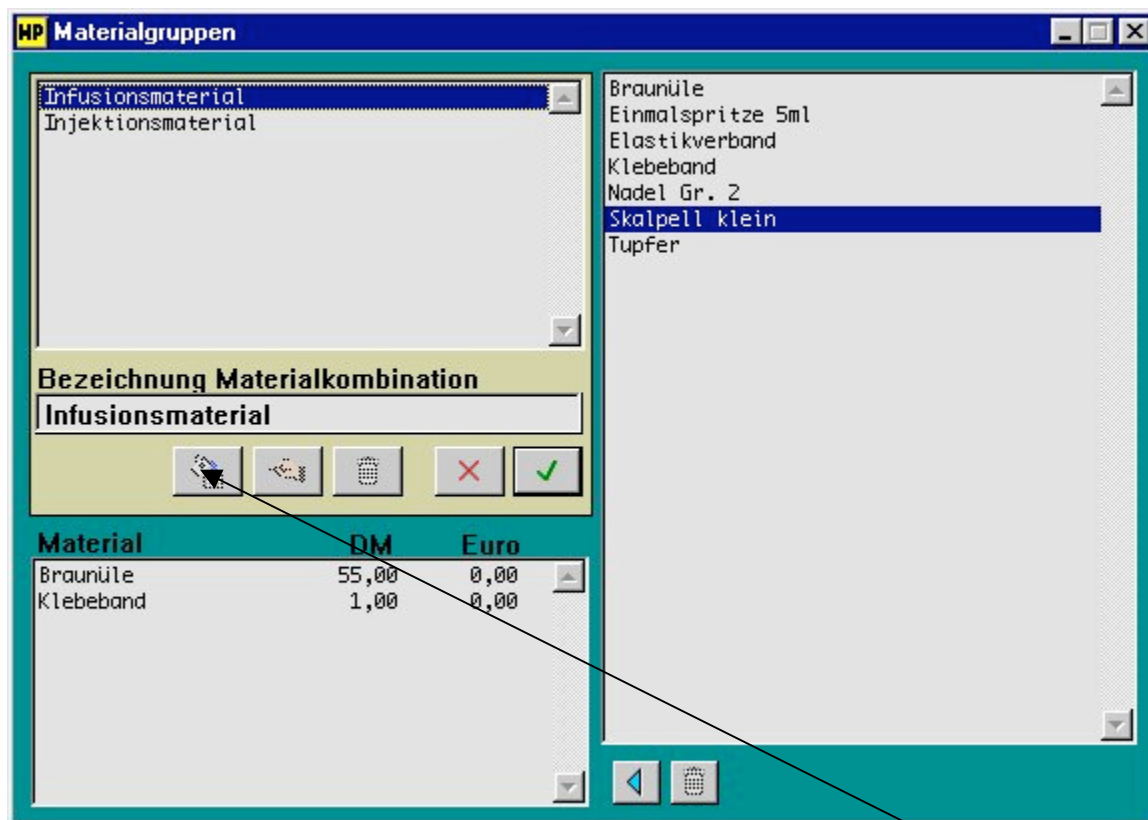 HP Materialgruppen
Infusionsmaterial
Injektionsmaterial
Bezeichnung Materialkombination
Infusionsmaterial
Material DM Euro
Braunüle 55,00 0,00
Klebeband 1,00 0,00
Braunüle
Einmalspritze 5ml
Elastikverband
Klebeband
Nadel Gr. 2
Skalpell klein
Tupfer